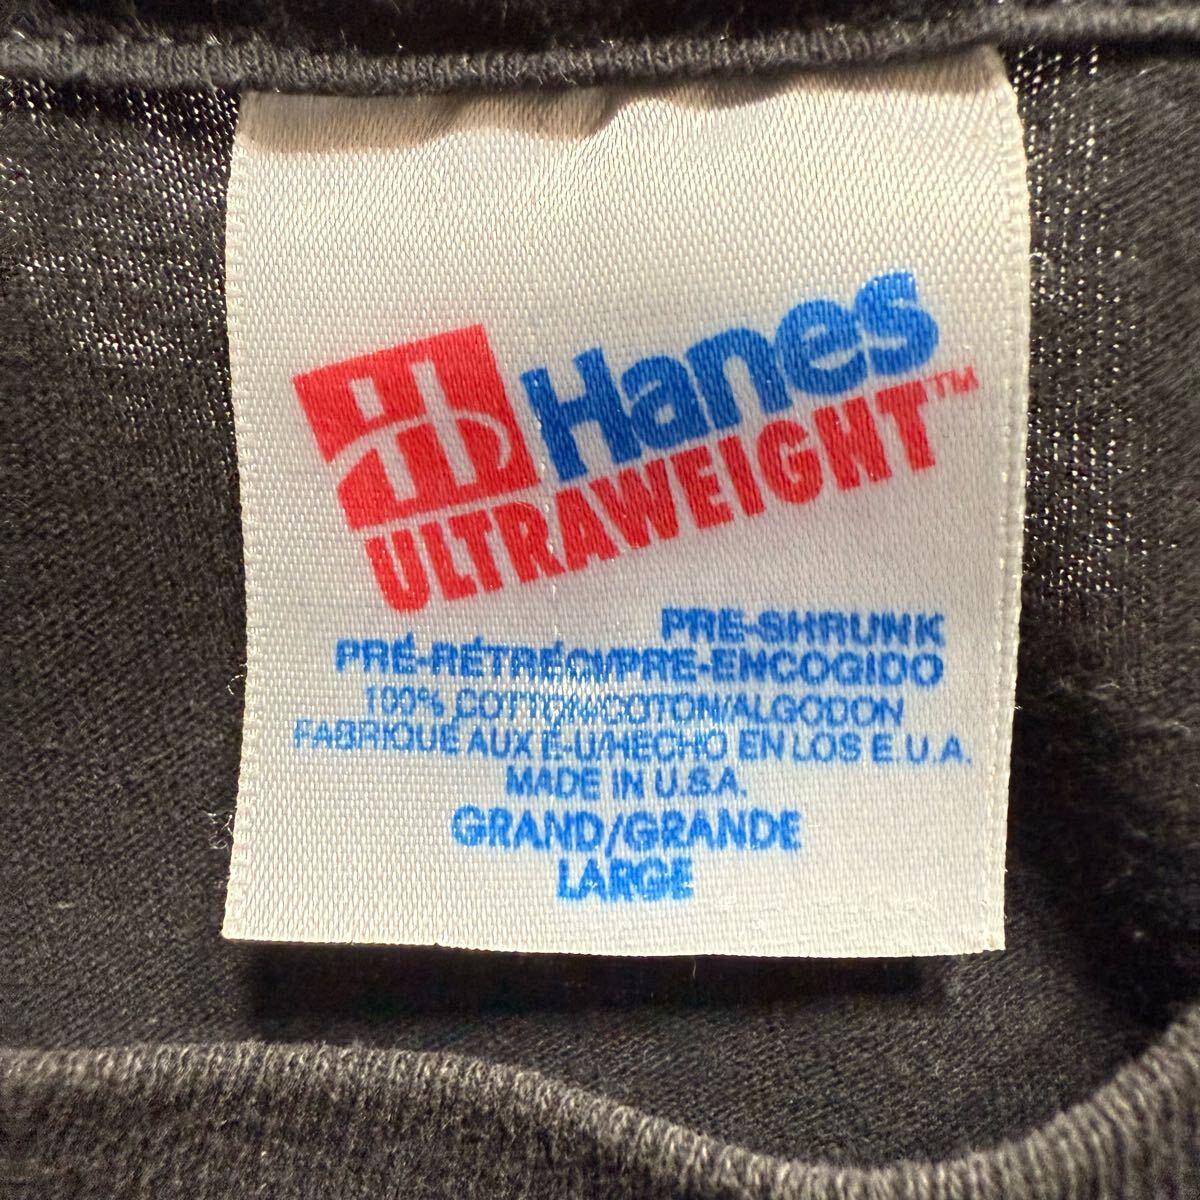 Hanes
ULTRAWEIGHT™
PRE-SHRUNK
PRÉ-RÉTRÉCI/PRE-ENCOGIDO
100% COTTON/COTON/ALGODON
FABRIQUÉ AUX É-U/HECHO EN LOS E.U.A.
MADE IN U.S.A.
GRAND/GRANDE
LARGE